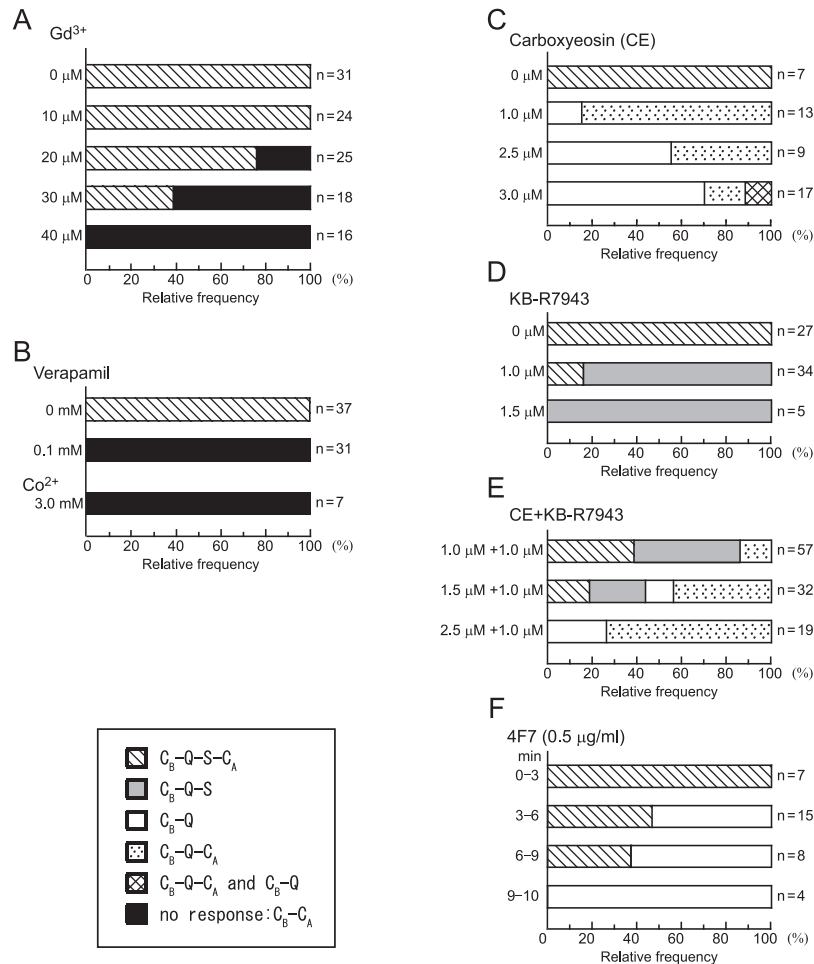 A
Gd³⁺
0 μM
n=31
10 μM
n=24
20 μM
n=25
30 μM
n=18
40 μM
n=16
0 20 40 60 80 100 (%)
Relative frequency
B
Verapamil
0 mM
n=37
0.1 mM
n=31
Co²⁺
3.0 mM
n=7
0 20 40 60 80 100 (%)
Relative frequency
C_B-Q-S-C_A
C_B-Q-S
C_B-Q
C_B-Q-C_A
C_B-Q-C_A and C_B-Q
no response:C_B-C_A
C
Carboxyeosin (CE)
0 μM
n=7
1.0 μM
n=13
2.5 μM
n=9
3.0 μM
n=17
0 20 40 60 80 100 (%)
Relative frequency
D
KB-R7943
0 μM
n=27
1.0 μM
n=34
1.5 μM
n=5
0 20 40 60 80 100 (%)
Relative frequency
E
CE+KB-R7943
1.0 μM +1.0 μM
n=57
1.5 μM +1.0 μM
n=32
2.5 μM +1.0 μM
n=19
0 20 40 60 80 100 (%)
Relative frequency
F
4F7 (0.5 μg/ml)
min
0-3
n=7
3-6
n=15
6-9
n=8
9-10
n=4
0 20 40 60 80 100 (%)
Relative frequency